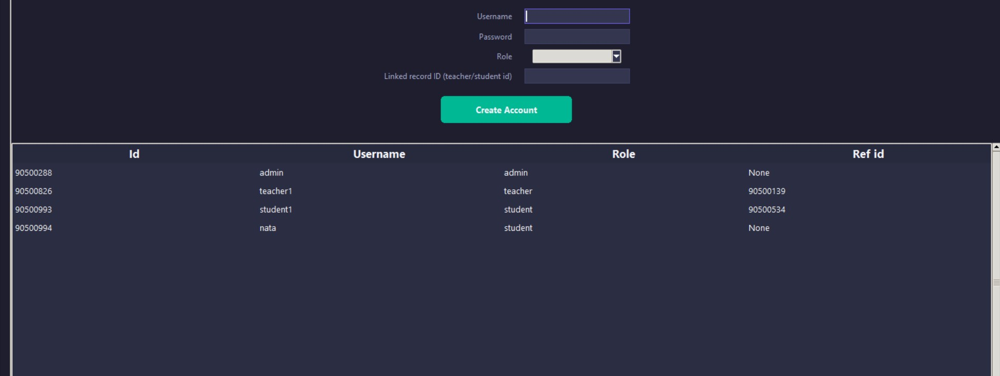 Username
Password
Role
Linked record ID (teacher/student id)
Create Account
Id Username Role Ref id
90500288 admin admin None
90500826 teacher1 teacher 90500139
90500993 student1 student 90500534
90500994 nata student None